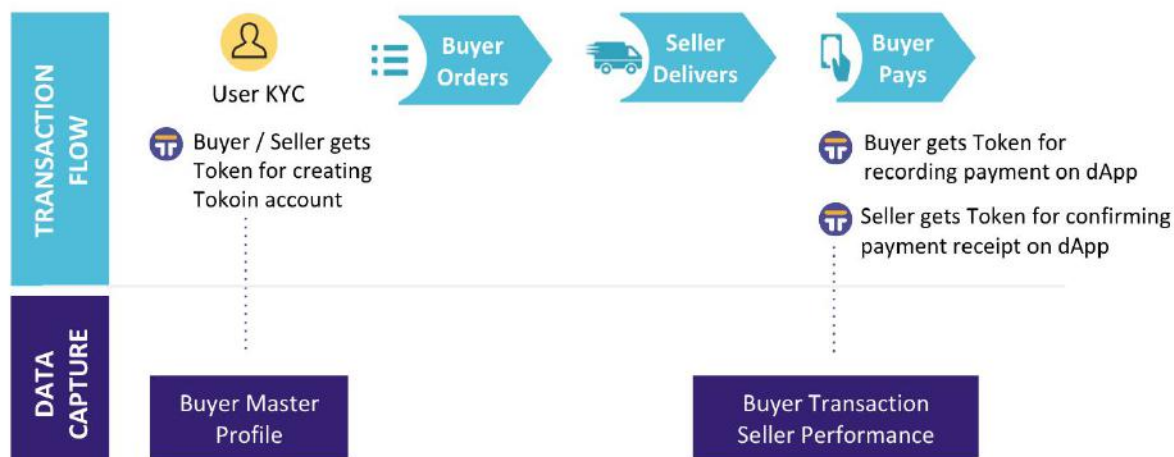 TRANSACTION
FLOW
User KYC
Buyer / Seller gets
Token for creating
Tokoin account
Buyer
Orders
Seller
Delivers
Buyer
Pays
Buyer gets Token for
recording payment on dApp
Seller gets Token for confirming
payment receipt on dApp
DATA
CAPTURE
Buyer Master
Profile
Buyer Transaction
Seller Performance